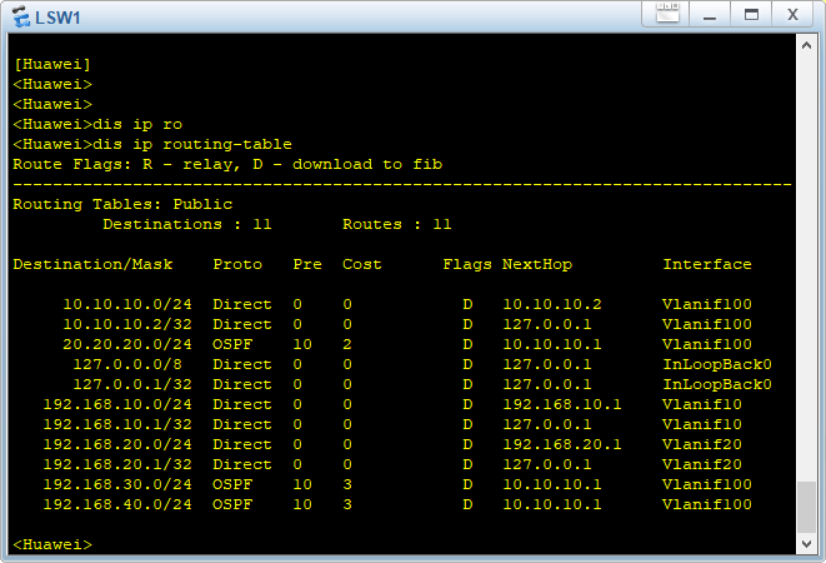 LSW1
[Huawei]
<Huawei>
<Huawei>
<Huawei>dis ip ro
<Huawei>dis ip routing-table
Route Flags: R - relay, D - download to fib
------------------------------------------------------------------------------
Routing Tables: Public
         Destinations : 11       Routes : 11

Destination/Mask    Proto   Pre  Cost      Flags NextHop         Interface

     10.10.10.0/24  Direct  0    0           D   10.10.10.2      Vlanif100
     10.10.10.2/32  Direct  0    0           D   127.0.0.1       Vlanif100
     20.20.20.0/24  OSPF    10   2           D   10.10.10.1      Vlanif100
      127.0.0.0/8   Direct  0    0           D   127.0.0.1       InLoopBack0
      127.0.0.1/32  Direct  0    0           D   127.0.0.1       InLoopBack0
   192.168.10.0/24  Direct  0    0           D   192.168.10.1    Vlanif10
   192.168.10.1/32  Direct  0    0           D   127.0.0.1       Vlanif10
   192.168.20.0/24  Direct  0    0           D   192.168.20.1    Vlanif20
   192.168.20.1/32  Direct  0    0           D   127.0.0.1       Vlanif20
   192.168.30.0/24  OSPF    10   3           D   10.10.10.1      Vlanif100
   192.168.40.0/24  OSPF    10   3           D   10.10.10.1      Vlanif100

<Huawei>